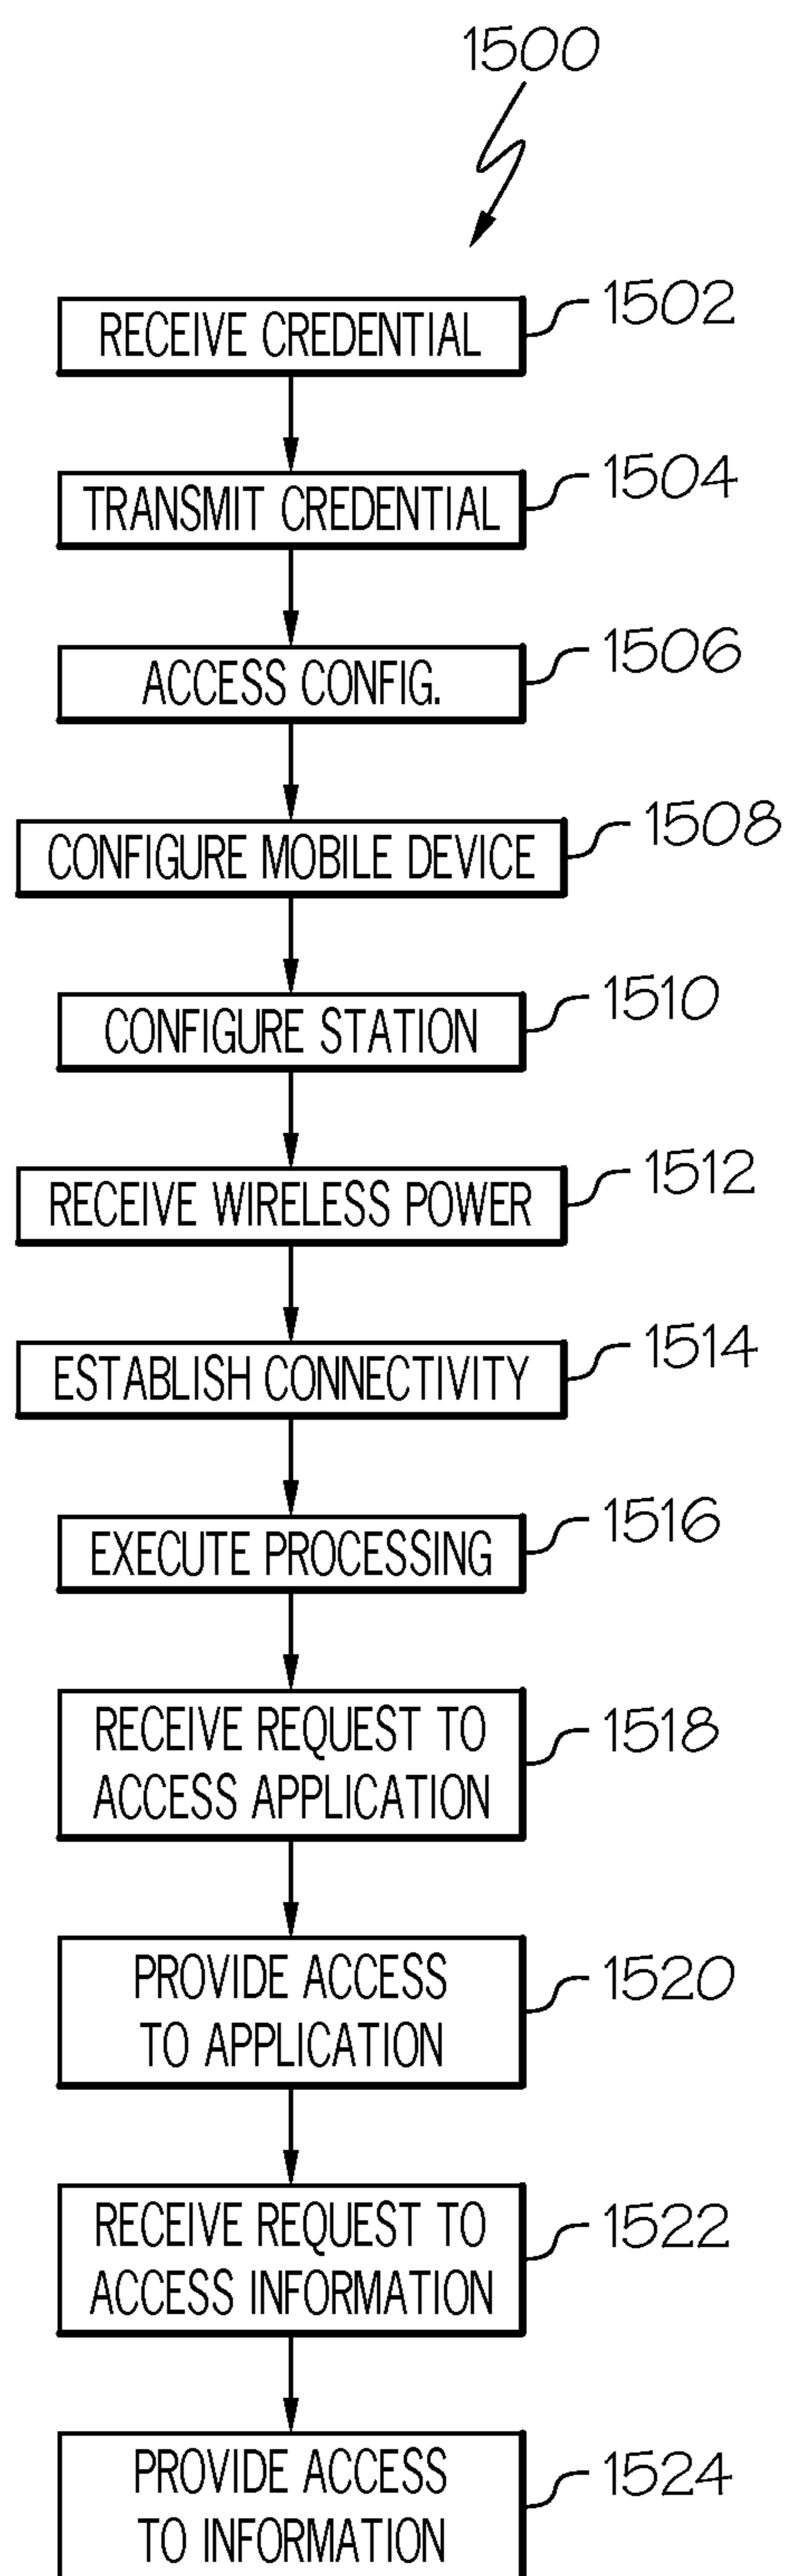 1500
RECEIVE CREDENTIAL
1502
TRANSMIT CREDENTIAL
1504
ACCESS CONFIG.
1506
CONFIGURE MOBILE DEVICE
1508
CONFIGURE STATION
1510
RECEIVE WIRELESS POWER
1512
ESTABLISH CONNECTIVITY
1514
EXECUTE PROCESSING
1516
RECEIVE REQUEST TO
ACCESS APPLICATION
1518
PROVIDE ACCESS
TO APPLICATION
1520
RECEIVE REQUEST TO
ACCESS INFORMATION
1522
PROVIDE ACCESS
TO INFORMATION
1524